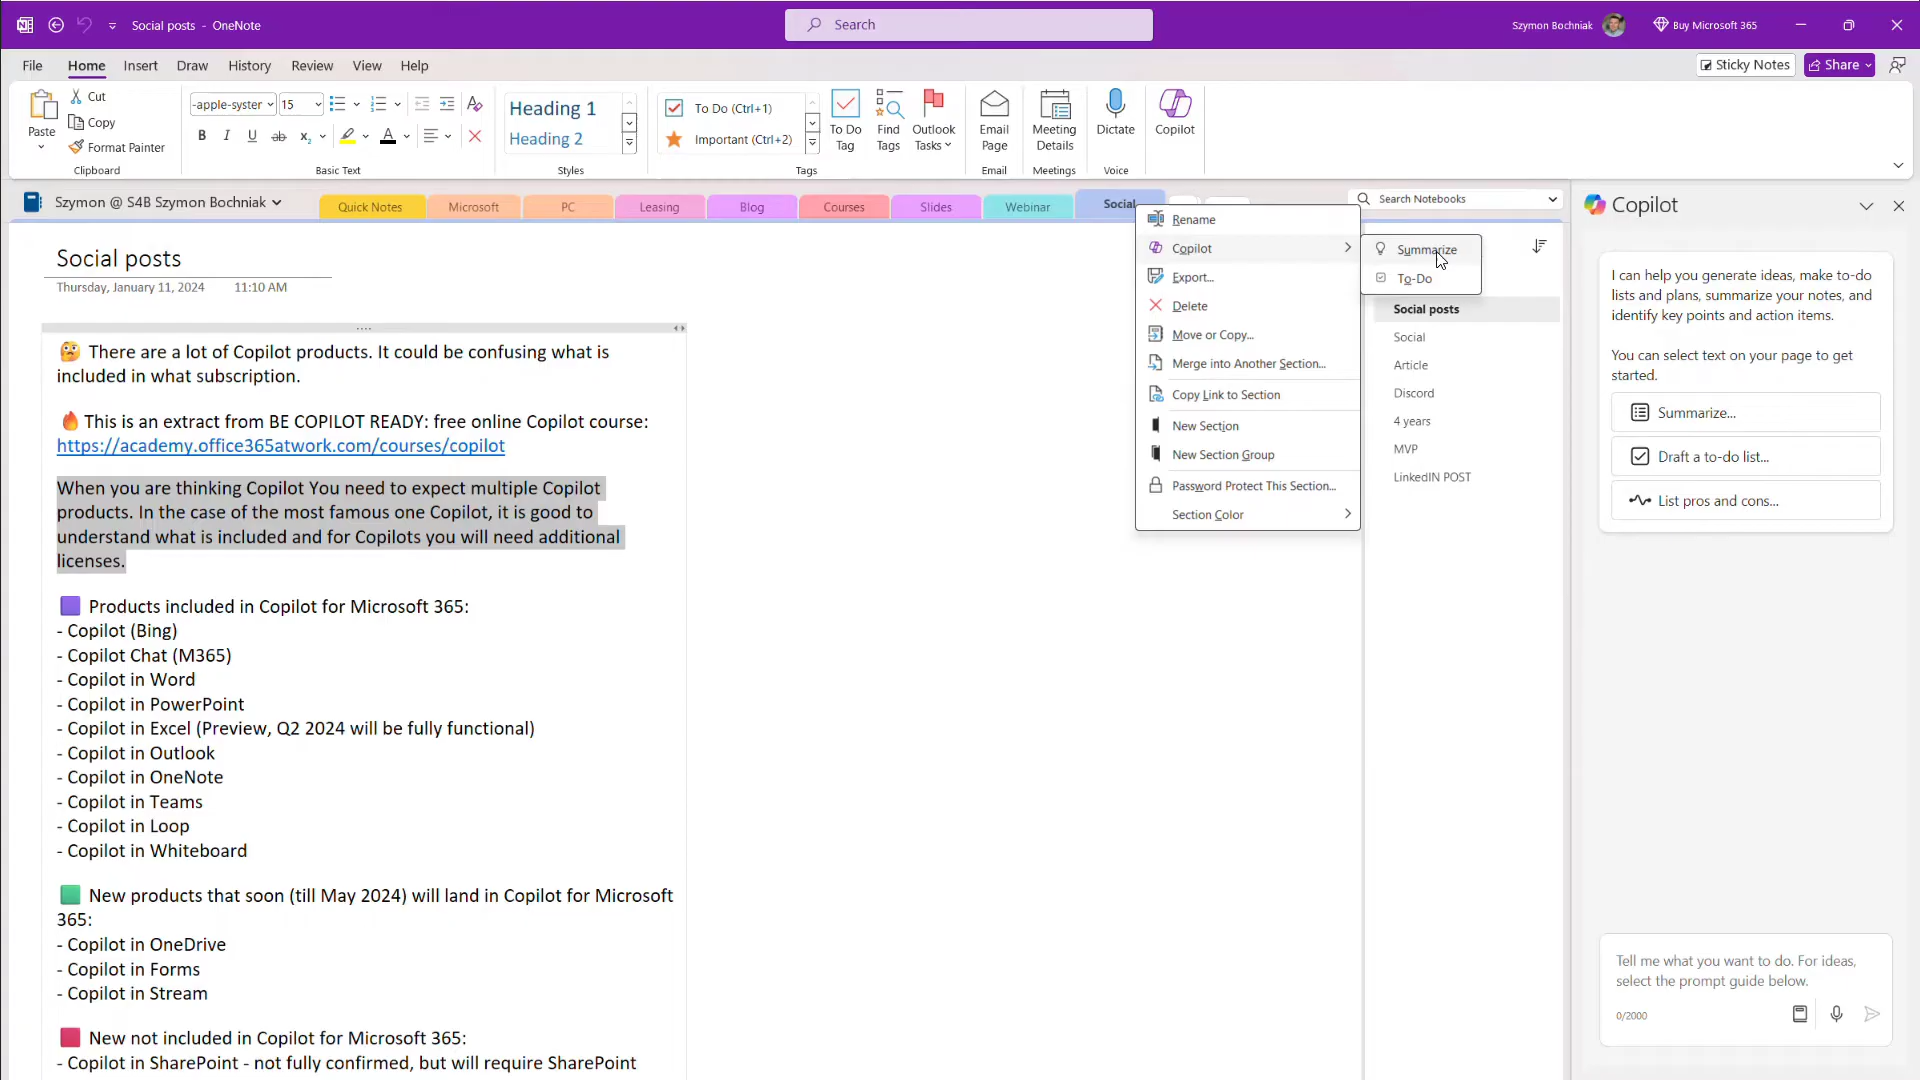 Social posts - OneNote
Search
Szymon Bochniak
Buy Microsoft 365
File
Home
Insert
Draw
History
Review
View
Help
Sticky Notes
Share
Paste
Cut
Copy
Format Painter
Clipboard
-apple-syster
15
Basic Text
Heading 1
Heading 2
Styles
To Do (Ctrl+1)
Important (Ctrl+2)
To Do
Tag
Find
Tags
Outlook
Tasks
Tags
Email
Page
Email
Meeting
Details
Meetings
Dictate
Voice
Copilot
Szymon @ S4B Szymon Bochniak
Quick Notes
Microsoft
PC
Leasing
Blog
Courses
Slides
Webinar
Social
Search Notebooks
Social posts
Thursday, January 11, 2024 11:10 AM
There are a lot of Copilot products. It could be confusing what is
included in what subscription.
This is an extract from BE COPILOT READY: free online Copilot course:
https://academy.office365atwork.com/courses/copilot
When you are thinking Copilot You need to expect multiple Copilot
products. In the case of the most famous one Copilot, it is good to
understand what is included and for Copilots you will need additional
licenses.
Products included in Copilot for Microsoft 365:
- Copilot (Bing)
- Copilot Chat (M365)
- Copilot in Word
- Copilot in PowerPoint
- Copilot in Excel (Preview, Q2 2024 will be fully functional)
- Copilot in Outlook
- Copilot in OneNote
- Copilot in Teams
- Copilot in Loop
- Copilot in Whiteboard
New products that soon (till May 2024) will land in Copilot for Microsoft
365:
- Copilot in OneDrive
- Copilot in Forms
- Copilot in Stream
New not included in Copilot for Microsoft 365:
- Copilot in SharePoint - not fully confirmed, but will require SharePoint
Rename
Copilot
Export...
Delete
Move or Copy...
Merge into Another Section...
Copy Link to Section
New Section
New Section Group
Password Protect This Section...
Section Color
Summarize
To-Do
Social posts
Social
Article
Discord
4 years
MVP
LinkedIN POST
Copilot
I can help you generate ideas, make to-do
lists and plans, summarize your notes, and
identify key points and action items.
You can select text on your page to get
started.
Summarize...
Draft a to-do list...
List pros and cons...
Tell me what you want to do. For ideas,
select the prompt guide below.
0/2000